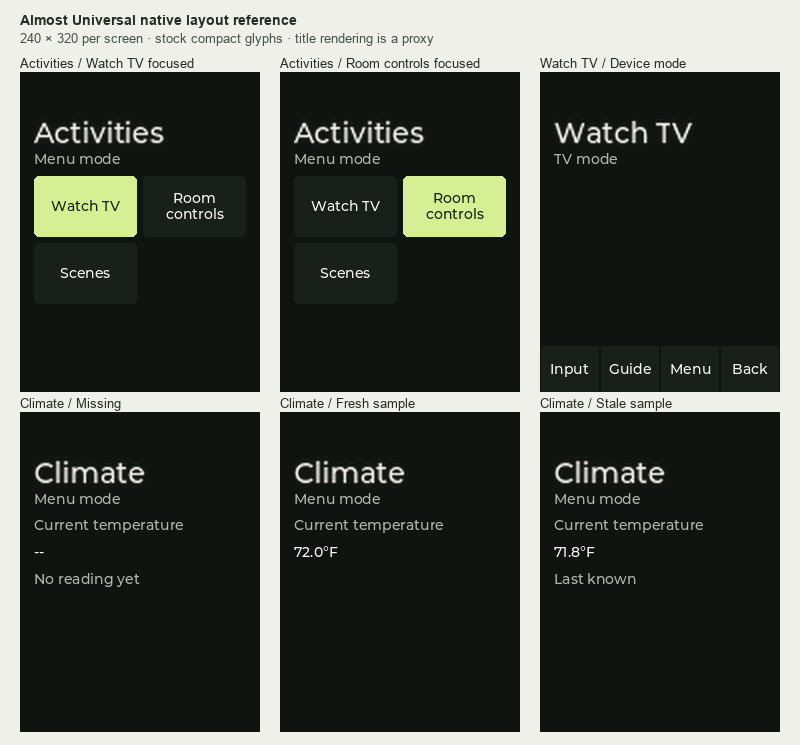 Almost Universal native layout reference
240 × 320 per screen · stock compact glyphs · title rendering is a proxy
Activities / Watch TV focused
Activities
Menu mode
Watch TV
Room
controls
Scenes
Activities / Room controls focused
Activities
Menu mode
Watch TV
Room
controls
Scenes
Watch TV / Device mode
Watch TV
TV mode
Input
Guide
Menu
Back
Climate / Missing
Climate
Menu mode
Current temperature
--
No reading yet
Climate / Fresh sample
Climate
Menu mode
Current temperature
72.0°F
Climate / Stale sample
Climate
Menu mode
Current temperature
71.8°F
Last known